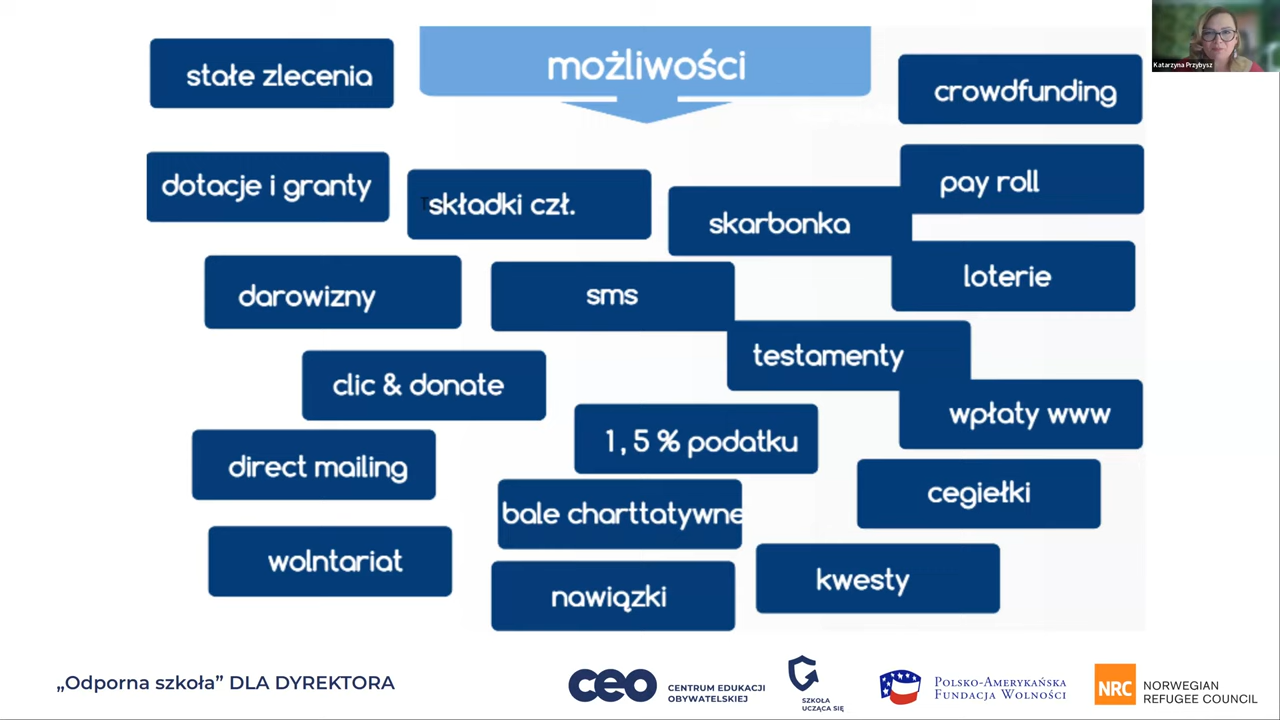 możliwości
stałe zlecenia
crowdfunding
Katarzyna Przybysz
dotacje i granty
składki czł.
skarbonka
pay roll
darowizny
sms
loterie
testamenty
clic & donate
wpłaty www
1, 5 % podatku
direct mailing
cegiełki
bale charttatywne
wolntariat
nawiązki
kwesty
„Odporna szkoła” DLA DYREKTORA
ceo
CENTRUM EDUKACJI
OBYWATELSKIEJ
SZKOŁA
UCZĄCA SIĘ
POLSKO-AMERYKAŃSKA
FUNDACJA WOLNOŚCI
NRC
NORWEGIAN
REFUGEE COUNCIL